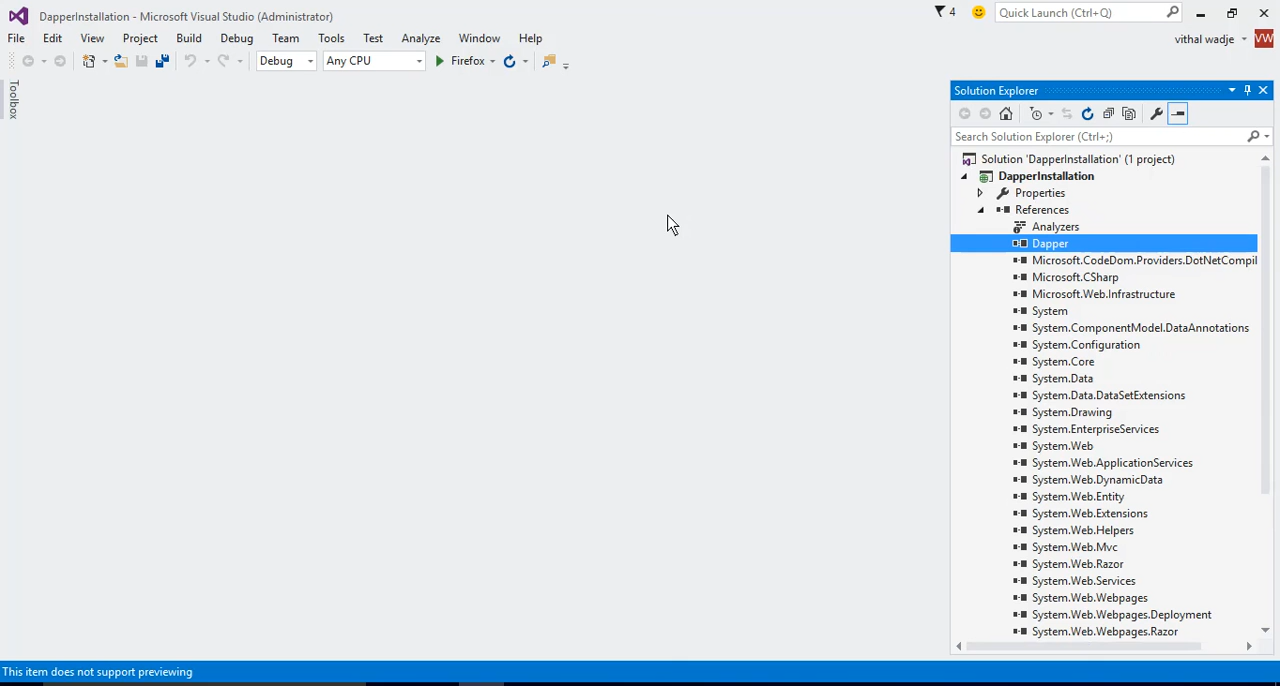 DapperInstallation - Microsoft Visual Studio (Administrator)
4
Quick Launch (Ctrl+Q)
File Edit View Project Build Debug Team Tools Test Analyze Window Help
vithal wadje
VW
Debug Any CPU Firefox
Toolbox
Solution Explorer
Search Solution Explorer (Ctrl+;)
Solution 'DapperInstallation' (1 project)
DapperInstallation
Properties
References
Analyzers
Dapper
Microsoft.CodeDom.Providers.DotNetCompil
Microsoft.CSharp
Microsoft.Web.Infrastructure
System
System.ComponentModel.DataAnnotations
System.Configuration
System.Core
System.Data
System.Data.DataSetExtensions
System.Drawing
System.EnterpriseServices
System.Web
System.Web.ApplicationServices
System.Web.DynamicData
System.Web.Entity
System.Web.Extensions
System.Web.Helpers
System.Web.Mvc
System.Web.Razor
System.Web.Services
System.Web.Webpages
System.Web.Webpages.Deployment
System.Web.Webpages.Razor
This item does not support previewing